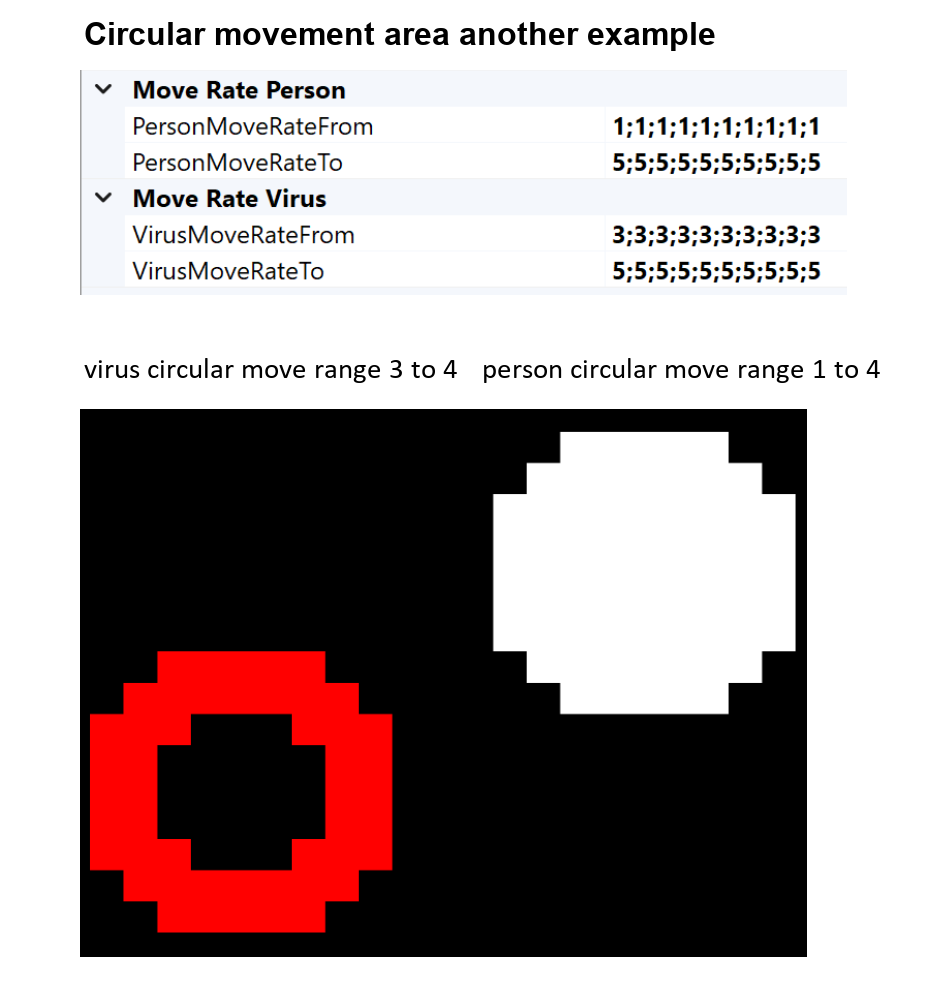 Circular movement area another example
Move Rate Person
PersonMoveRateFrom 1;1;1;1;1;1;1;1;1;1
PersonMoveRateTo 5;5;5;5;5;5;5;5;5;5
Move Rate Virus
VirusMoveRateFrom 3;3;3;3;3;3;3;3;3;3
VirusMoveRateTo 5;5;5;5;5;5;5;5;5;5
virus circular move range 3 to 4 person circular move range 1 to 4